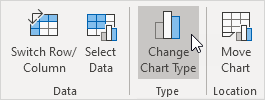 Switch Row/
Column
Select
Data
Change
Chart Type
Move
Chart
Data
Type
Location